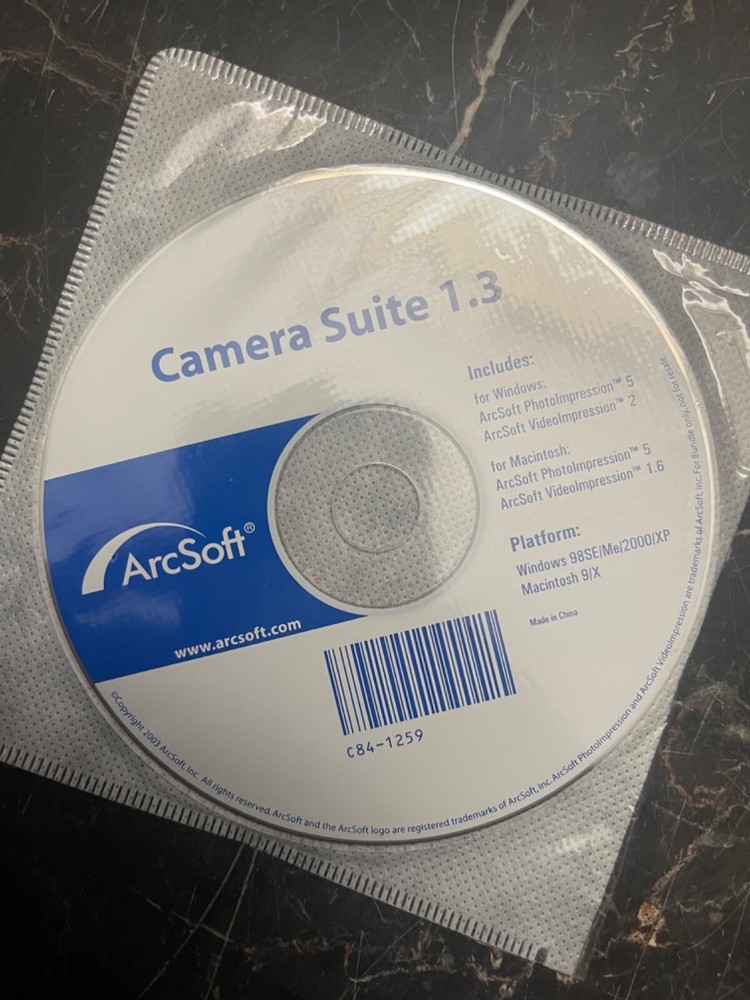 Camera Suite 1.3
Includes:
for Windows:
ArcSoft PhotoImpression™ 5
ArcSoft VideoImpression™ 2
for Macintosh:
ArcSoft PhotoImpression™ 5
ArcSoft VideoImpression™ 1.6
Platform:
Windows 98SE/Me/2000/XP
Macintosh 9/X
Made in China
ArcSoft®
www.arcsoft.com
C84-1259
©Copyright 2003 ArcSoft, Inc. All rights reserved. ArcSoft and the ArcSoft logo are registered trademarks of ArcSoft, Inc. ArcSoft PhotoImpression and ArcSoft VideoImpression are trademarks of ArcSoft, Inc. For Bundle only, not for resale.